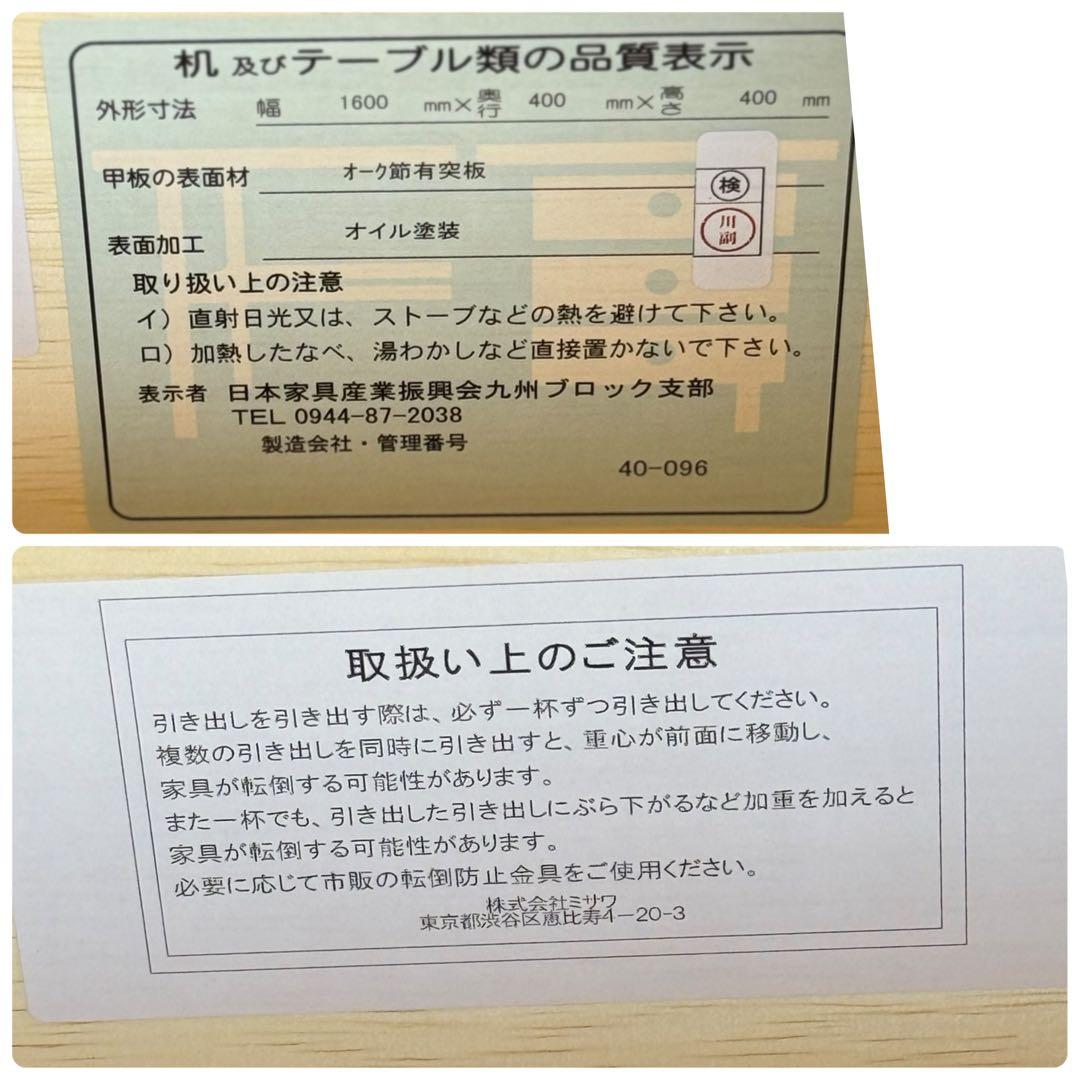 机及びテーブル類の品質表示
外形寸法 幅 1600 mm×奥行 400 mm×高さ 400 mm
甲板の表面材 オーク節有突板
検
表面加工 オイル塗装
川副
取り扱い上の注意
イ）直射日光又は、ストーブなどの熱を避けて下さい。
ロ）加熱したなべ、湯わかしなど直接置かないで下さい。
表示者 日本家具産業振興会九州ブロック支部
TEL 0944-87-2038
製造会社・管理番号
40-096
取扱い上のご注意
引き出しを引き出す際は、必ず一杯ずつ引き出してください。
複数の引き出しを同時に引き出すと、重心が前面に移動し、
家具が転倒する可能性があります。
また一杯でも、引き出した引き出しにぶら下がるなど加重を加えると
家具が転倒する可能性があります。
必要に応じて市販の転倒防止金具をご使用ください。
株式会社ミサワ
東京都渋谷区恵比寿4-20-3